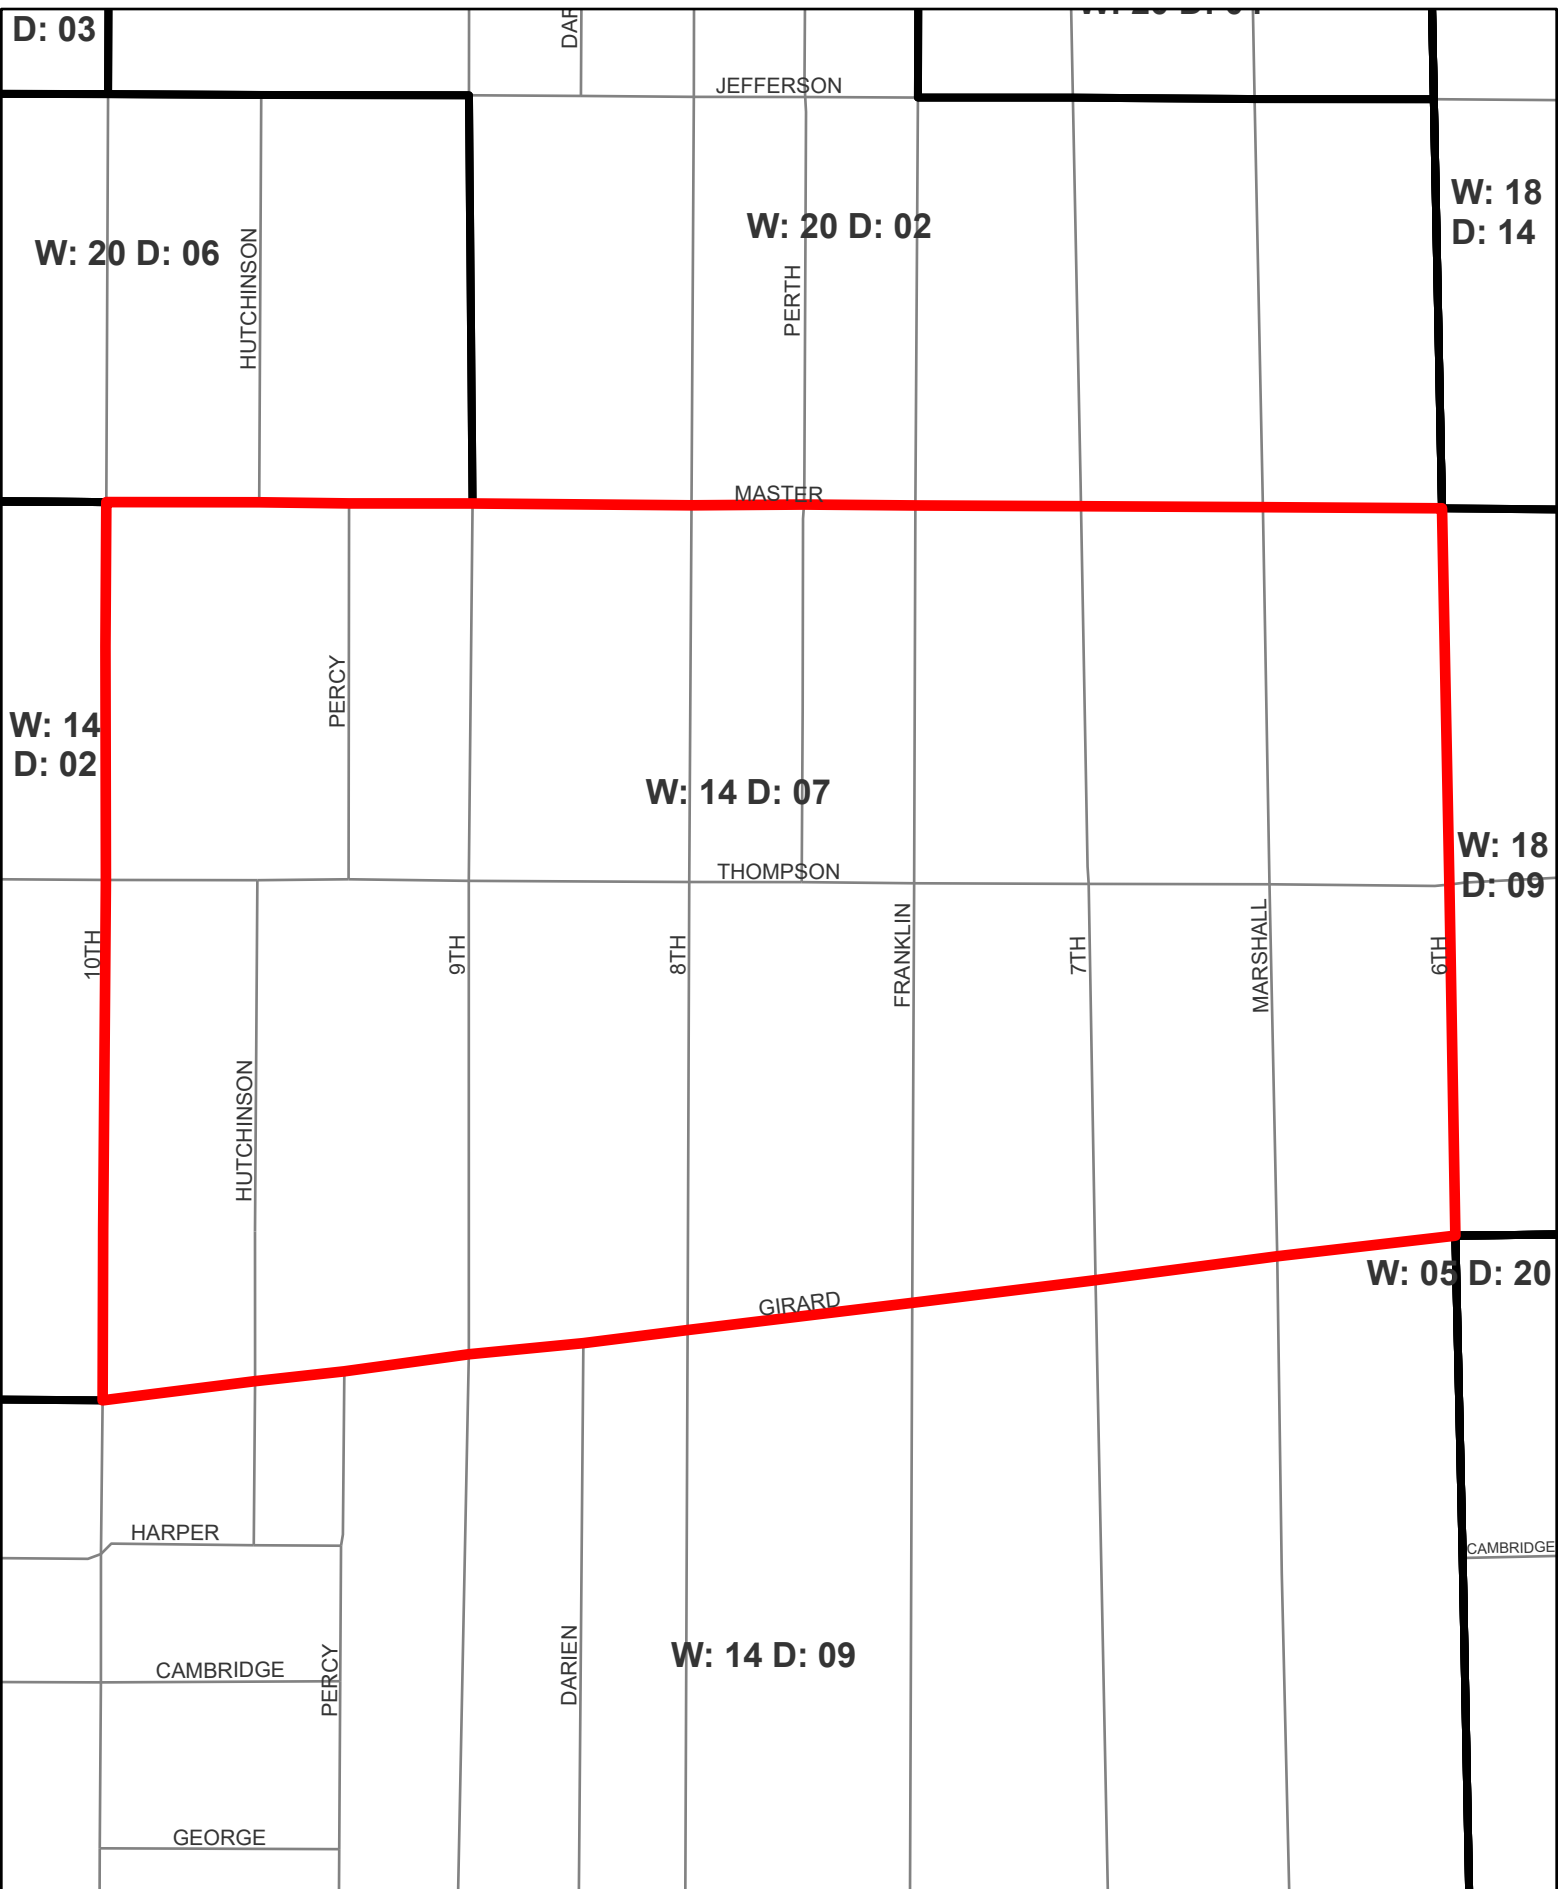 D: 03
JEFFERSON
W: 18
D: 14
W: 20 D: 02
W: 20 D: 06
HUTCHINSON
PERTH
MASTER
PERCY
W: 14
D: 02
W: 14 D: 07
W: 18
D: 09
THOMPSON
10TH
9TH
8TH
FRANKLIN
7TH
MARSHALL
6TH
HUTCHINSON
W: 05 D: 20
GIRARD
HARPER
CAMBRIDGE
W: 14 D: 09
CAMBRIDGE
PERCY
DARIEN
GEORGE